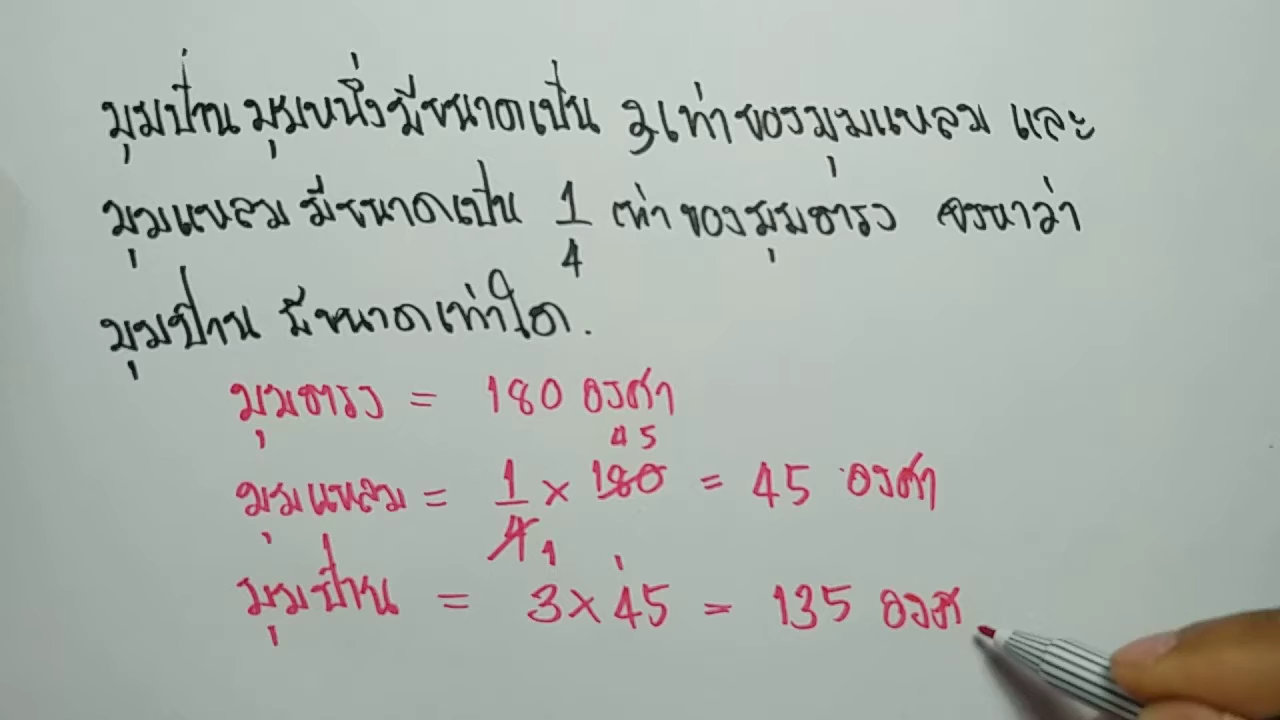 มุมป้าน มุมหนึ่งมีขนาดเป็น 3 เท่าของมุมแหลม และ
มุมแหลม มีขนาดเป็น 1/4 เท่า ของมุมตรง จงหาว่า
มุมป้าน มีขนาดเท่าใด.
มุมตรง = 180 องศา
45
มุมแหลม = 1/4 × 180 = 45 องศา
1
1
มุมป้าน = 3 × 45 = 135 องศ